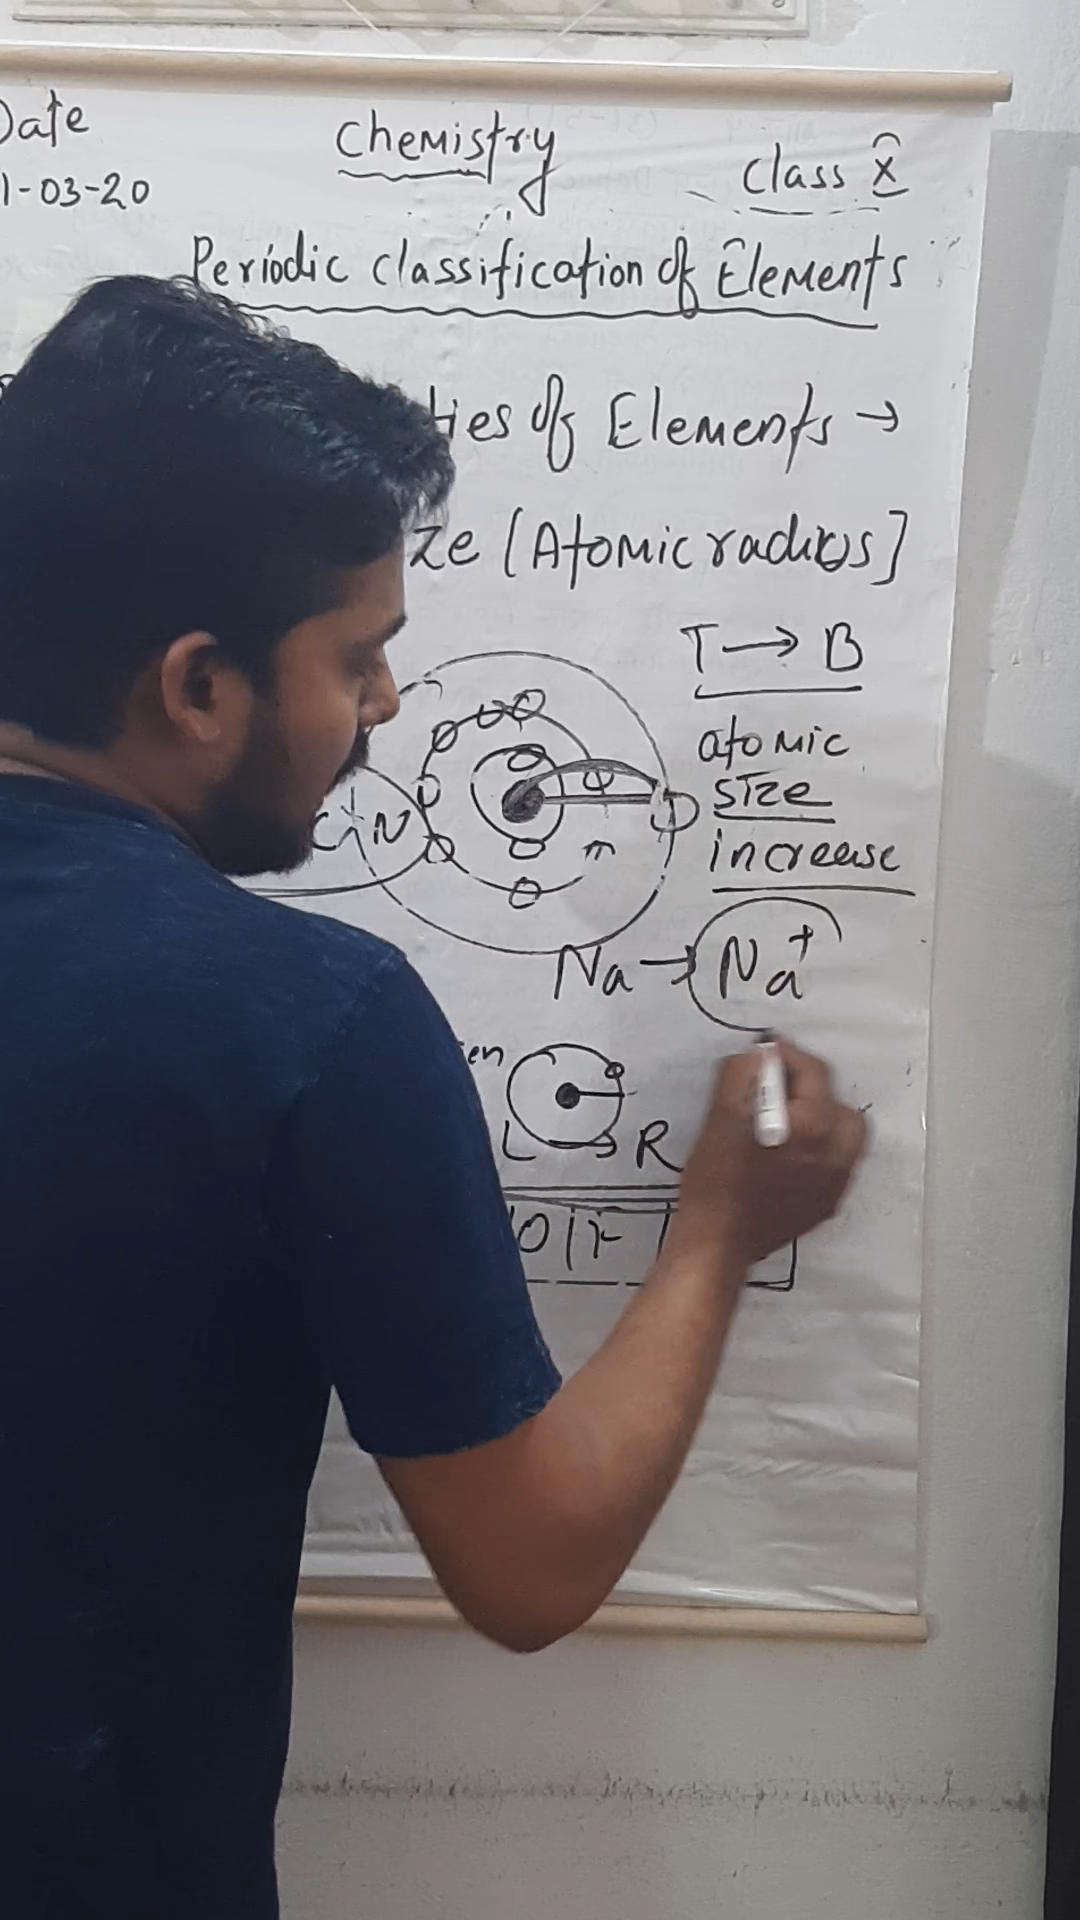 Date
1-03-20
Chemistry
Class X
Periodic classification of Elements
ties of Elements →
ze [Atomic radius]
T → B
atomic
size
increase
C N
Na → Na+
en
L → R
O F